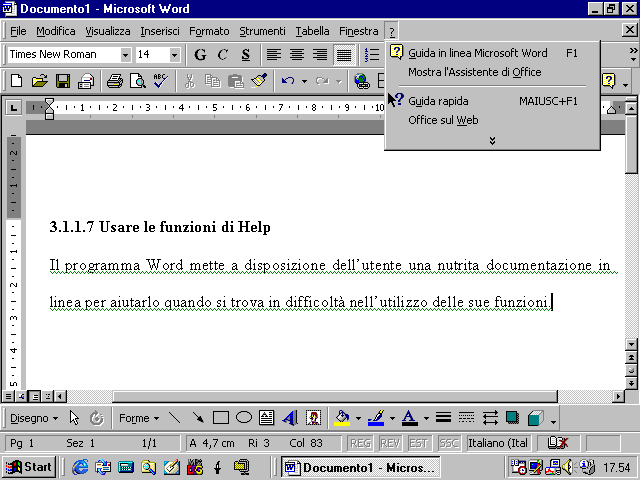 Documento1 - Microsoft Word
File Modifica Visualizza Inserisci Formato Strumenti Tabella Finestra ?
Times New Roman 14 G C S
Guida in linea Microsoft Word F1
Mostra l'Assistente di Office
Guida rapida MAIUSC+F1
Office sul Web
3.1.1.7 Usare le funzioni di Help
Il programma Word mette a disposizione dell'utente una nutrita documentazione in
linea per aiutarlo quando si trova in difficoltà nell'utilizzo delle sue funzioni.
Disegno Forme
Pg 1 Sez 1 1/1 A 4,7 cm Ri 3 Col 83 REG REV EST SSC Italiano (Ital
Start Documento1 - Micros... 17.54